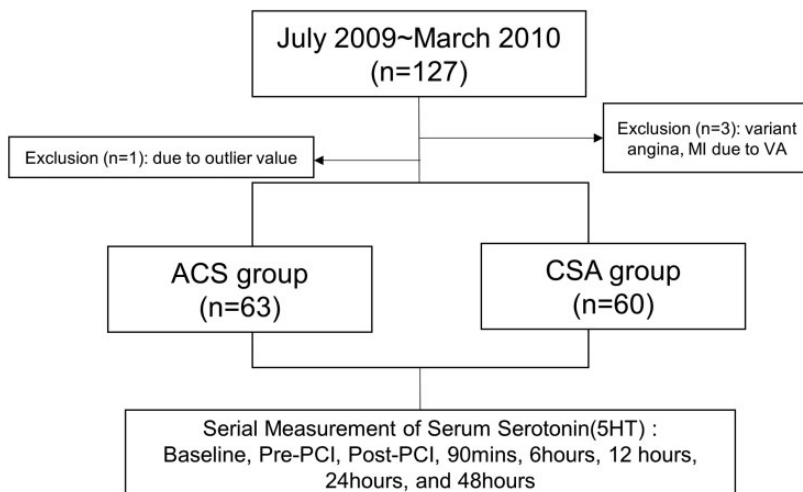 July 2009~March 2010
(n=127)
Exclusion (n=3): variant
angina, MI due to VA
Exclusion (n=1): due to outlier value
ACS group
(n=63)
CSA group
(n=60)
Serial Measurement of Serum Serotonin(5HT) :
Baseline, Pre-PCI, Post-PCI, 90mins, 6hours, 12 hours,
24hours, and 48hours